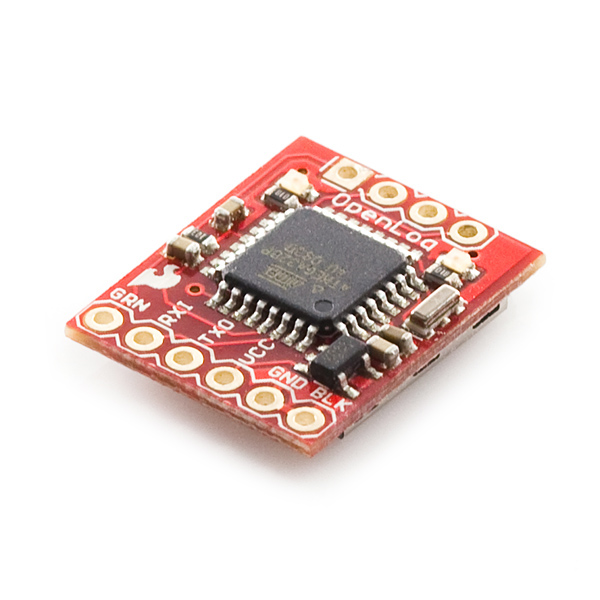 OpenLog
GRN
RXI
TXO
VCC
GND
BLK